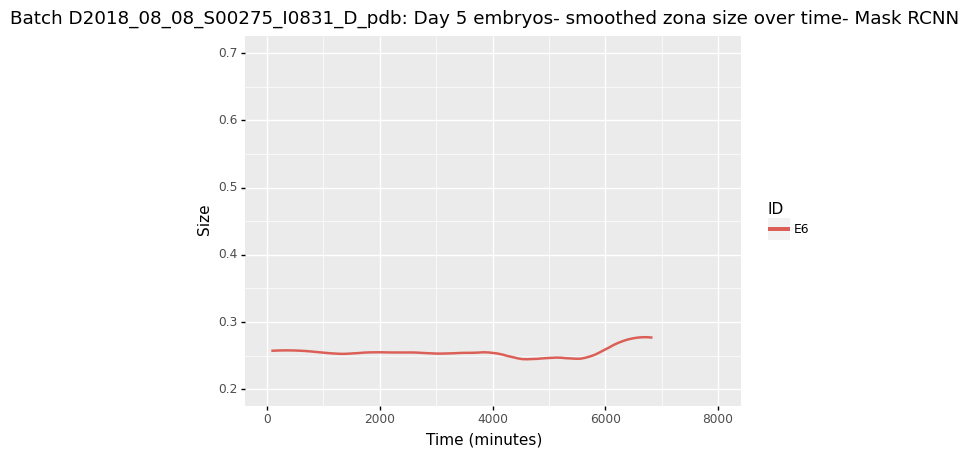 Batch D2018_08_08_S00275_I0831_D_pdb: Day 5 embryos- smoothed zona size over time- Mask RCNN
0.7
0.6
0.5
0.4
0.3
0.2
Size
0 2000 4000 6000 8000
Time (minutes)
ID
E6